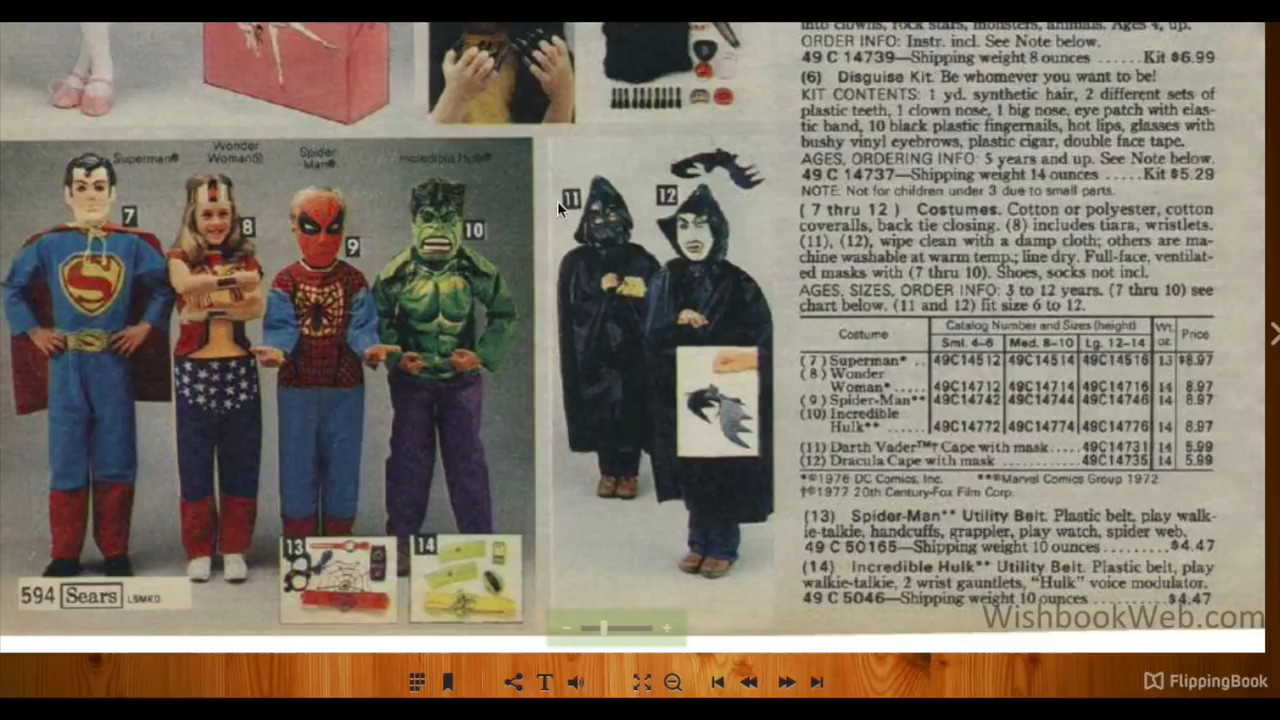 ORDER INFO: Instr. incl. See Note below.
49 C 14739—Shipping weight 8 ounces ......Kit $6.99
(6) Disguise Kit. Be whomever you want to be!
KIT CONTENTS: 1 yd. synthetic hair, 2 different sets of
plastic teeth, 1 clown nose, 1 big nose, eye patch with elas-
tic band, 10 black plastic fingernails, hot lips, glasses with
bushy vinyl eyebrows, plastic cigar, double face tape.
AGES, ORDERING INFO: 5 years and up. See Note below.
49 C 14737—Shipping weight 14 ounces .....Kit $5.29
NOTE: Not for children under 3 due to small parts.
( 7 thru 12 ) Costumes. Cotton or polyester, cotton
coveralls, back tie closing. (8) includes tiara, wristlets.
(11), (12), wipe clean with a damp cloth; others are ma-
chine washable at warm temp.; line dry. Full-face, ventilat-
ed masks with (7 thru 10). Shoes, socks not incl.
AGES, SIZES, ORDER INFO: 3 to 12 years. (7 thru 10) see
chart below. (11 and 12) fit size 6 to 12.
Costume Catalog Number and Sizes (height) Wt. oz. Price
Sml. 4-6 Med. 8-10 Lg. 12-14
( 7 ) Superman* .. 49C14512 49C14514 49C14516 13 $8.97
( 8 ) Wonder
Woman* ..... 49C14712 49C14714 49C14716 14 8.97
( 9 ) Spider-Man** 49C14742 49C14744 49C14746 14 8.97
(10) Incredible
Hulk** ...... 49C14772 49C14774 49C14776 14 8.97
(11) Darth Vader™† Cape with mask .... 49C14731 14 5.99
(12) Dracula Cape with mask ........... 49C14735 14 5.99
*©1976 DC Comics, Inc. **©Marvel Comics Group 1972
†©1977 20th Century-Fox Film Corp.
(13) Spider-Man** Utility Belt. Plastic belt, play walk-
ie-talkie, handcuffs, grappler, play watch, spider web.
49 C 50165—Shipping weight 10 ounces .........$4.47
(14) Incredible Hulk** Utility Belt. Plastic belt, play
walkie-talkie, 2 wrist gauntlets, "Hulk" voice modulator.
49 C 5046—Shipping weight 10 ounces ..........$4.47
Superman®
Wonder
Woman®
Spider-
Man®
Incredible Hulk®
7
8
9
10
11
12
13
14
594 Sears
WishbookWeb.com
T
FlippingBook